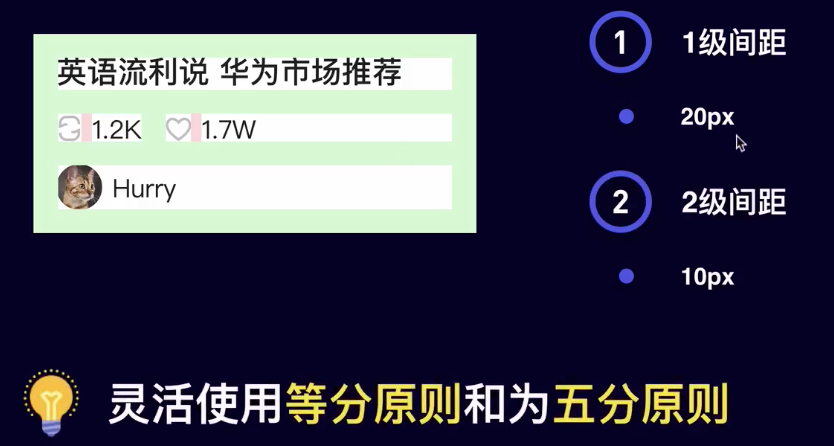 英语流利说 华为市场推荐
1.2K 1.7W
Hurry
1 1级间距
20px
2 2级间距
10px
灵活使用等分原则和为五分原则